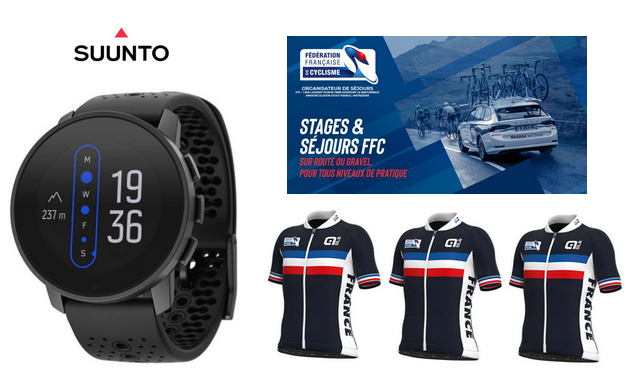 SUUNTO
M
W
F
S
237 m
19
36
FÉDÉRATION
FRANÇAISE
DE CYCLISME
ORGANISATEUR DE SÉJOURS
STAGES &
SÉJOURS FFC
SUR ROUTE OU GRAVEL,
POUR TOUS NIVEAUX DE PRATIQUE
ŠKODA
FRANCE
FRANCE
FRANCE